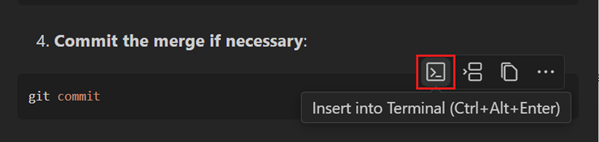 4. Commit the merge if necessary:
git commit
Insert into Terminal (Ctrl+Alt+Enter)